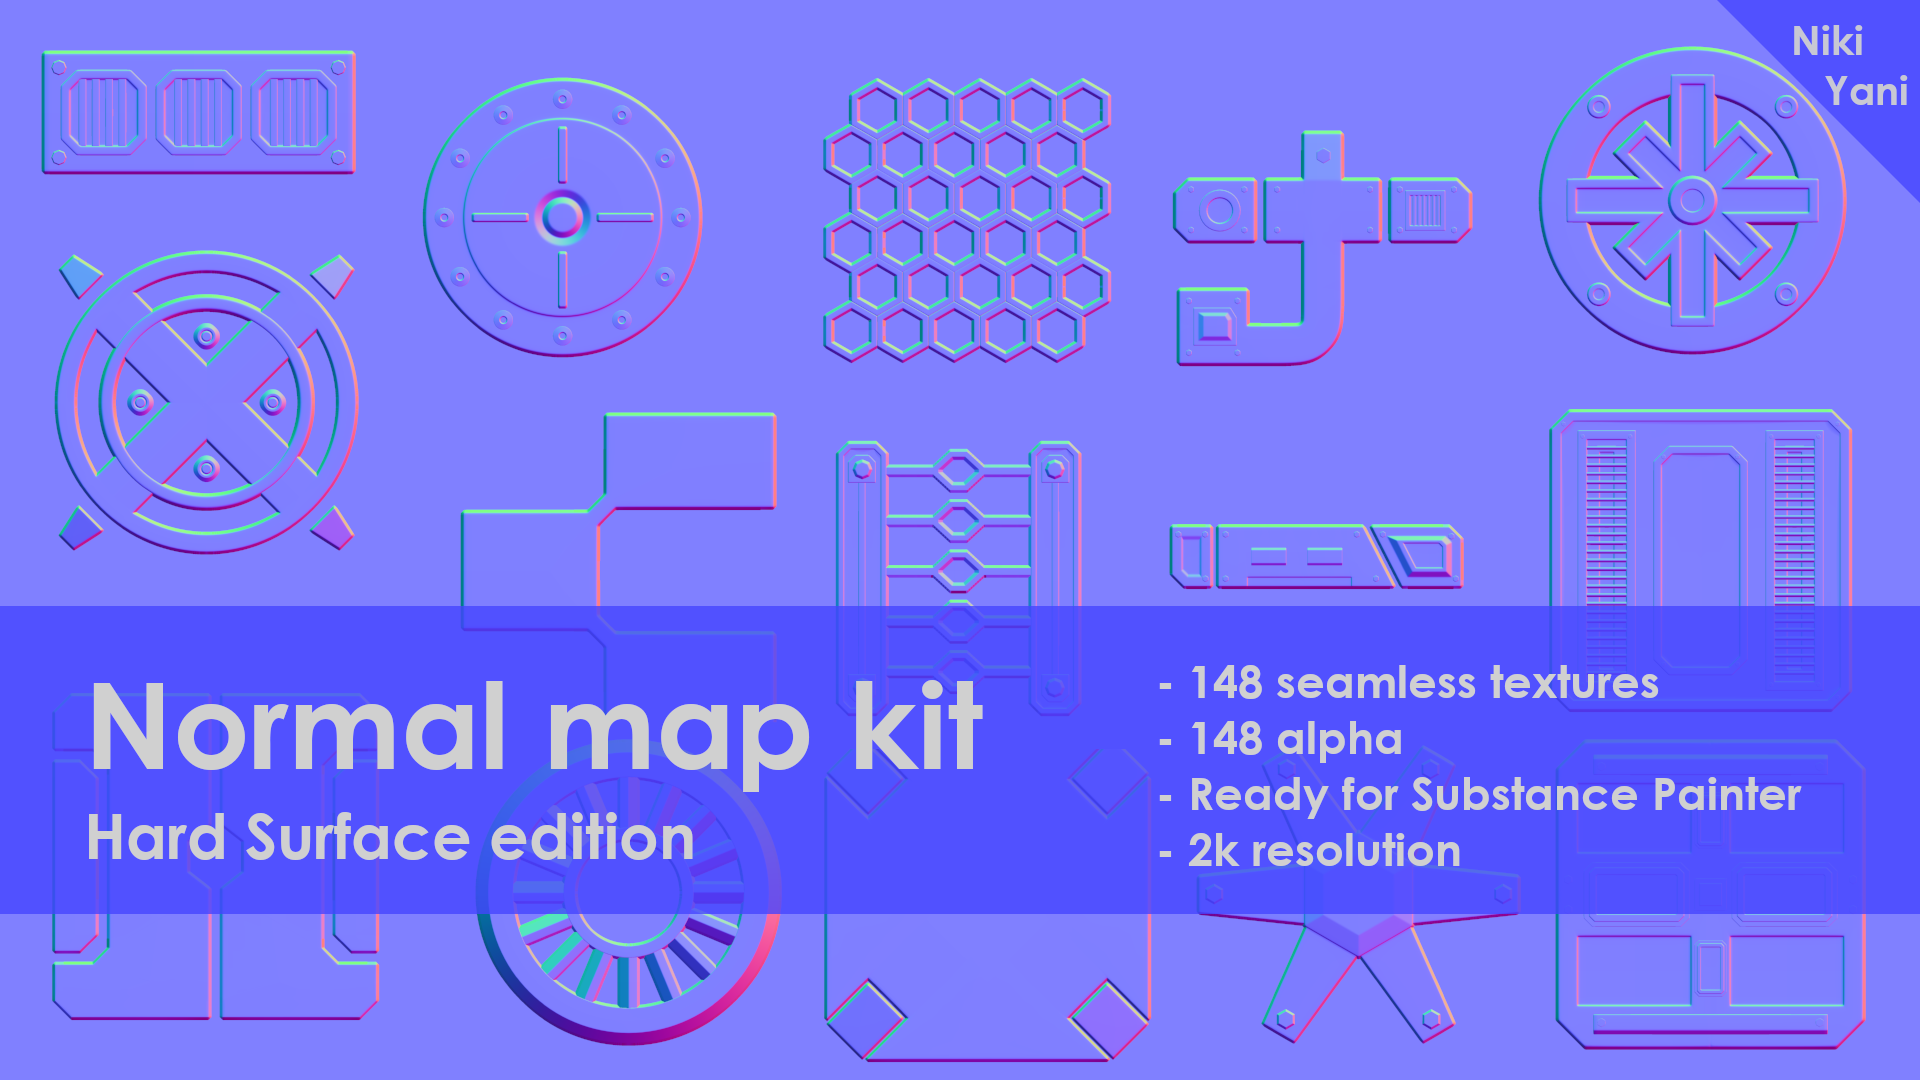 Niki
Yani
Normal map kit
Hard Surface edition
- 148 seamless textures
- 148 alpha
- Ready for Substance Painter
- 2k resolution